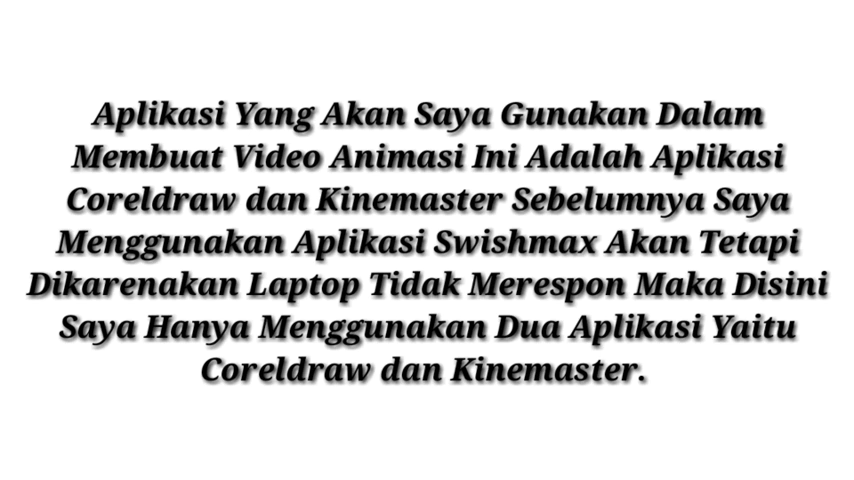 Aplikasi Yang Akan Saya Gunakan Dalam
Membuat Video Animasi Ini Adalah Aplikasi
Coreldraw dan Kinemaster Sebelumnya Saya
Menggunakan Aplikasi Swishmax Akan Tetapi
Dikarenakan Laptop Tidak Merespon Maka Disini
Saya Hanya Menggunakan Dua Aplikasi Yaitu
Coreldraw dan Kinemaster.